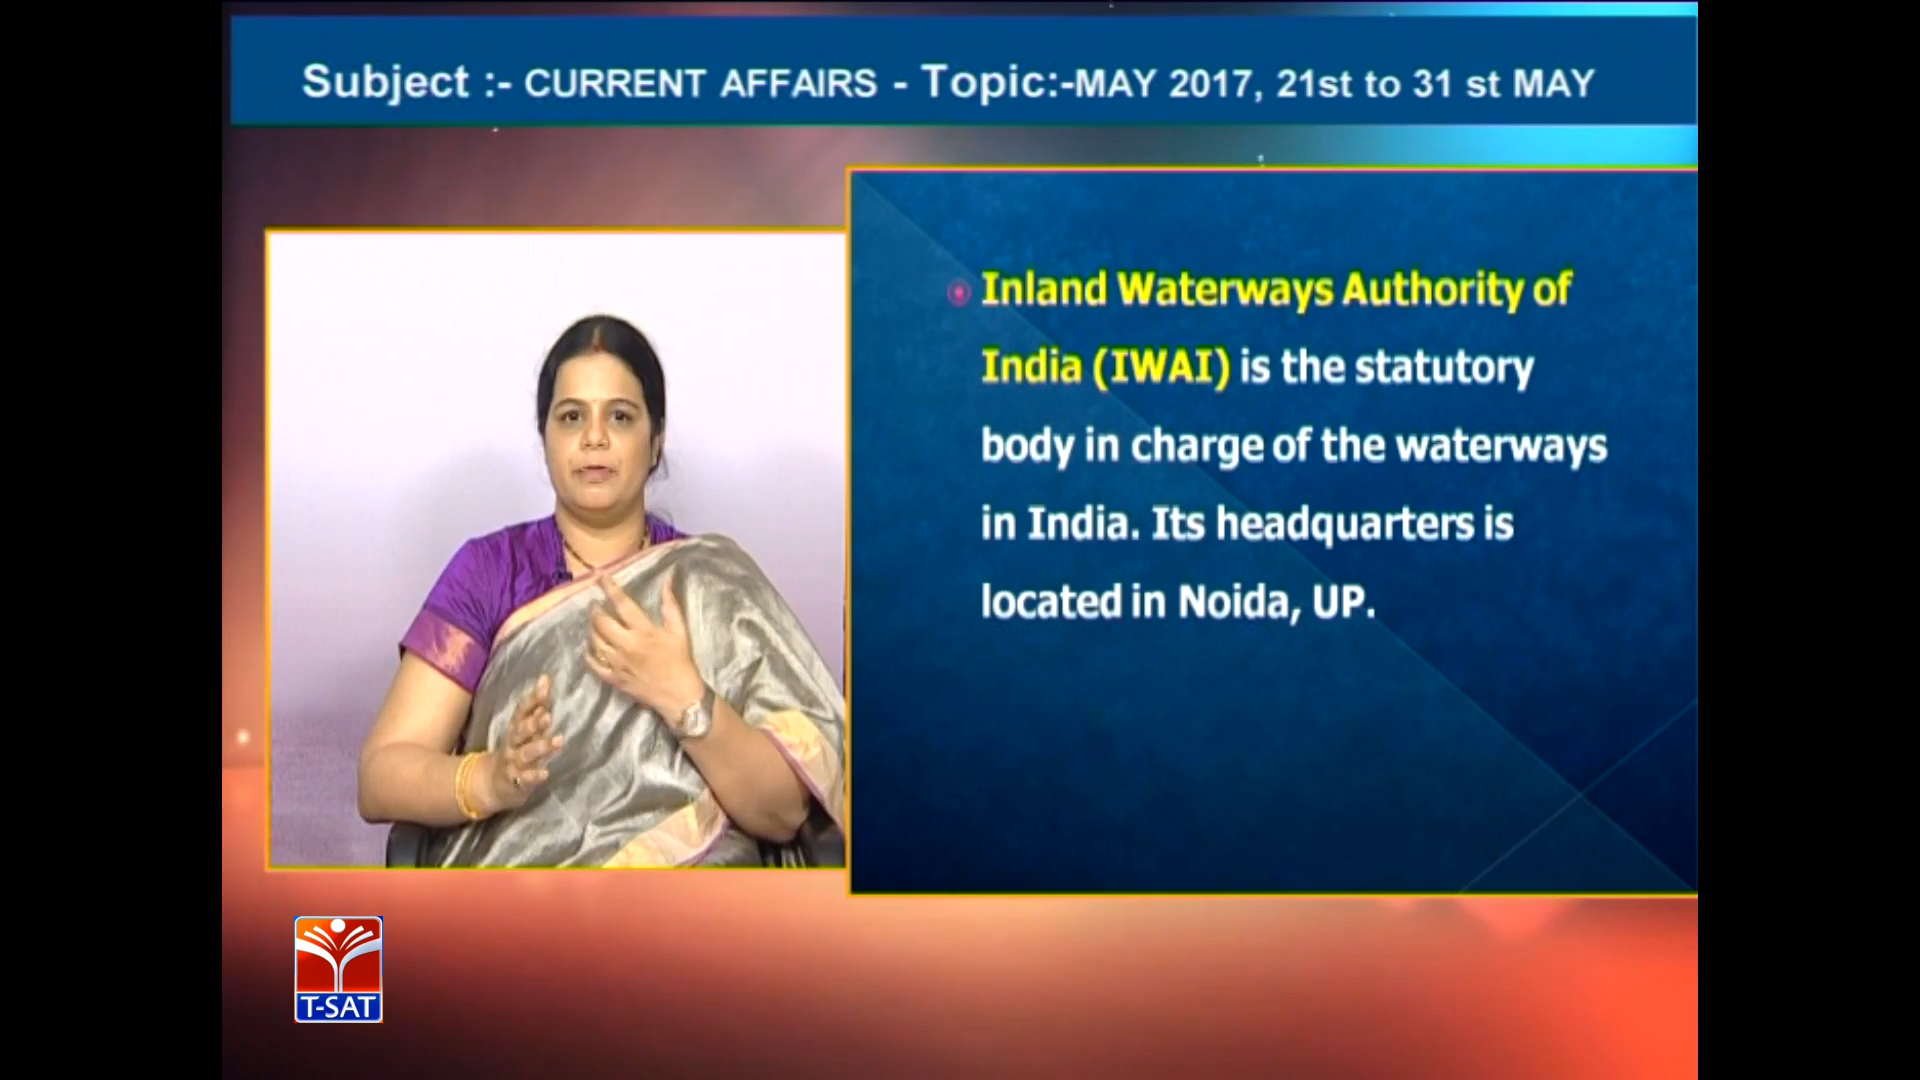 Subject :- CURRENT AFFAIRS - Topic:-MAY 2017, 21st to 31 st MAY
Inland Waterways Authority of
India (IWAI) is the statutory
body in charge of the waterways
in India. Its headquarters is
located in Noida, UP.
T-SAT